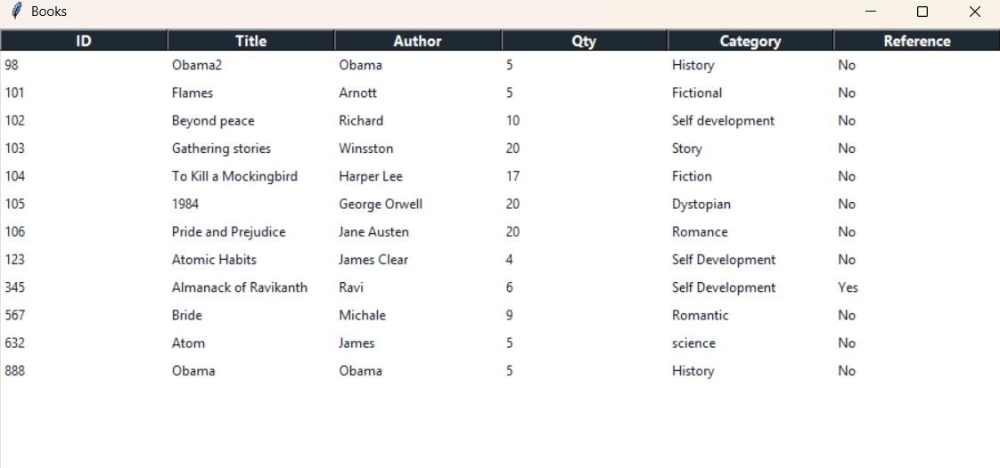 Books
ID Title Author Qty Category Reference
98 Obama2 Obama 5 History No
101 Flames Arnott 5 Fictional No
102 Beyond peace Richard 10 Self development No
103 Gathering stories Winsston 20 Story No
104 To Kill a Mockingbird Harper Lee 17 Fiction No
105 1984 George Orwell 20 Dystopian No
106 Pride and Prejudice Jane Austen 20 Romance No
123 Atomic Habits James Clear 4 Self Development No
345 Almanack of Ravikanth Ravi 6 Self Development Yes
567 Bride Michale 9 Romantic No
632 Atom James 5 science No
888 Obama Obama 5 History No